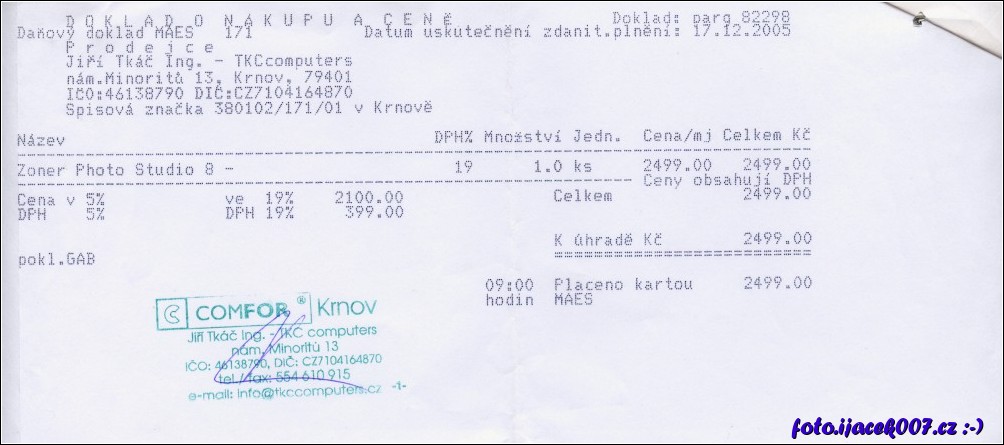 DOKLAD O NÁKUPU A CENĚ Doklad: parg 82298
Daňový doklad MAES 171 Datum uskutečnění zdanit.plnění: 17.12.2005
Prodejce
Jiří Tkáč Ing. - TKCcomputers
nám.Minoritů 13, Krnov, 79401
IČO:46138790 DIČ:CZ7104164870
Spisová značka 380102/171/01 v Krnově
Název DPH% Množství Jedn. Cena/mj Celkem Kč
Zoner Photo Studio 8 - 19 1.0 ks 2499.00 2499.00
Ceny obsahují DPH
Cena v 5% ve 19% 2100.00 Celkem 2499.00
DPH 5% DPH 19% 399.00
K úhradě Kč 2499.00
pokl.GAB
09:00 Placeno kartou 2499.00
hodin MAES
COMFOR ® Krnov
Jiří Tkáč Ing. - TKC computers
nám. Minoritů 13
IČO: 46138790, DIČ: CZ7104164870
tel./fax: 554 610 915
e-mail: info@tkccomputers.cz -1-
foto.ijacek007.cz :-)